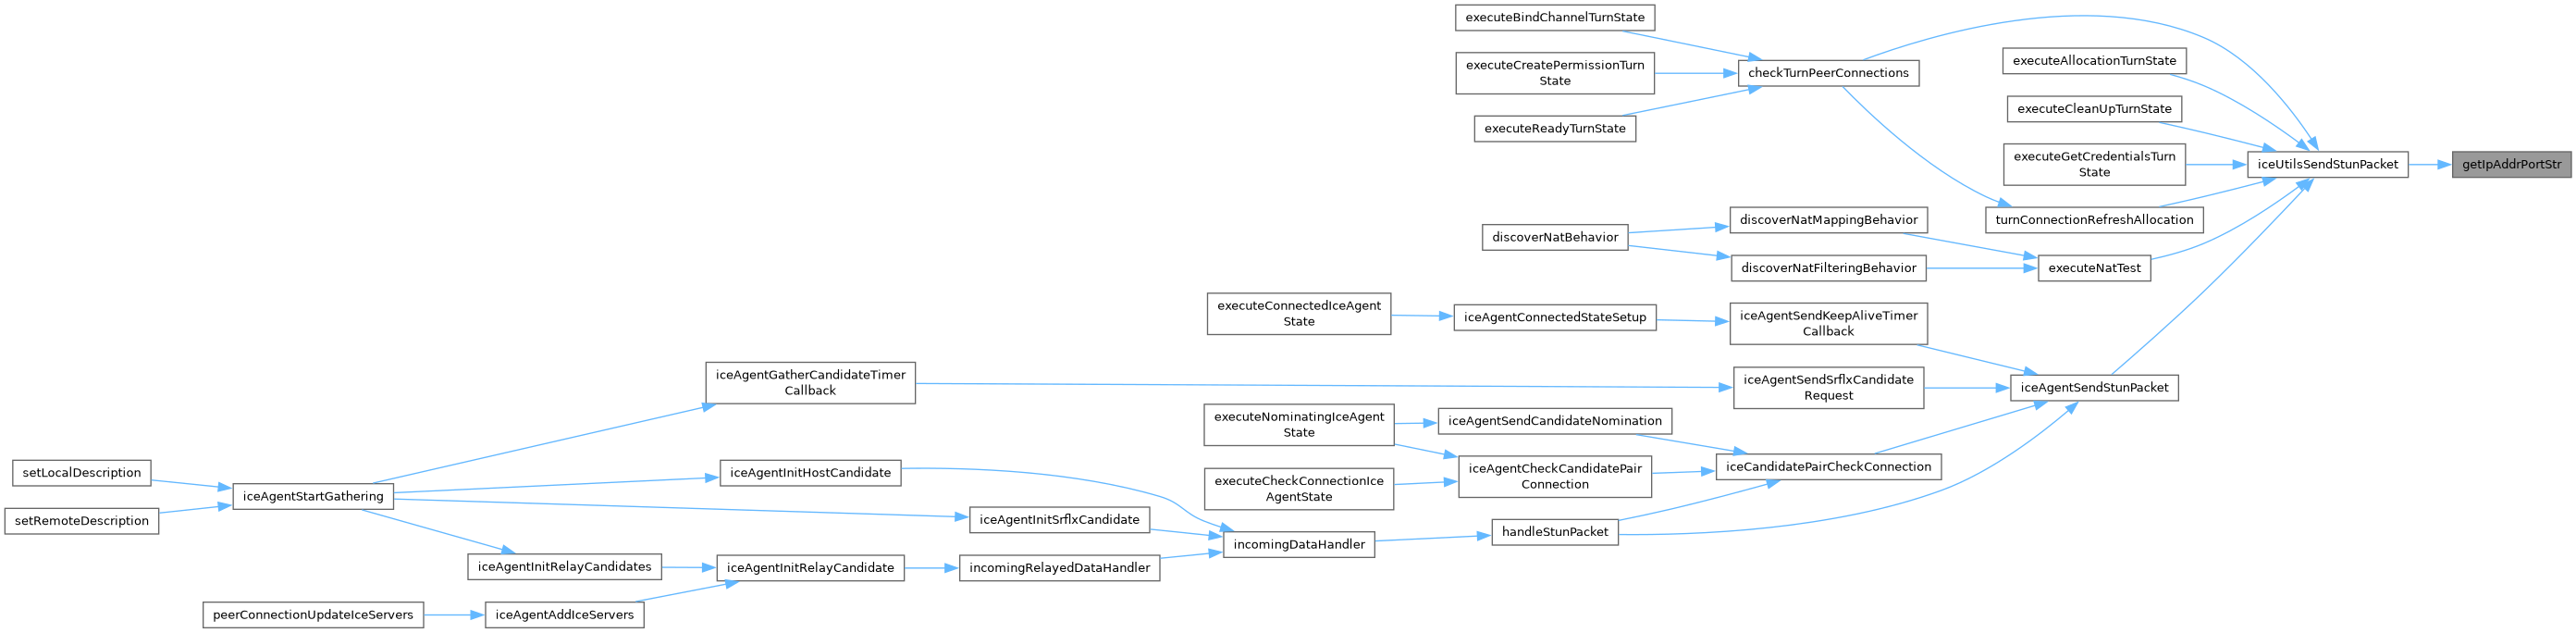 executeBindChannelTurnState
executeCreatePermissionTurn
State
executeReadyTurnState
checkTurnPeerConnections
executeAllocationTurnState
executeCleanUpTurnState
executeGetCredentialsTurn
State
turnConnectionRefreshAllocation
iceUtilsSendStunPacket
getIpAddrPortStr
discoverNatBehavior
discoverNatMappingBehavior
discoverNatFilteringBehavior
executeNatTest
executeConnectedIceAgent
State
iceAgentConnectedStateSetup
iceAgentSendKeepAliveTimer
Callback
iceAgentGatherCandidateTimer
Callback
iceAgentSendSrflxCandidate
Request
iceAgentSendStunPacket
executeNominatingIceAgent
State
iceAgentSendCandidateNomination
executeCheckConnectionIce
AgentState
iceAgentCheckCandidatePair
Connection
iceCandidatePairCheckConnection
setLocalDescription
setRemoteDescription
iceAgentStartGathering
iceAgentInitHostCandidate
iceAgentInitSrflxCandidate
incomingDataHandler
handleStunPacket
iceAgentInitRelayCandidates
iceAgentInitRelayCandidate
incomingRelayedDataHandler
peerConnectionUpdateIceServers
iceAgentAddIceServers